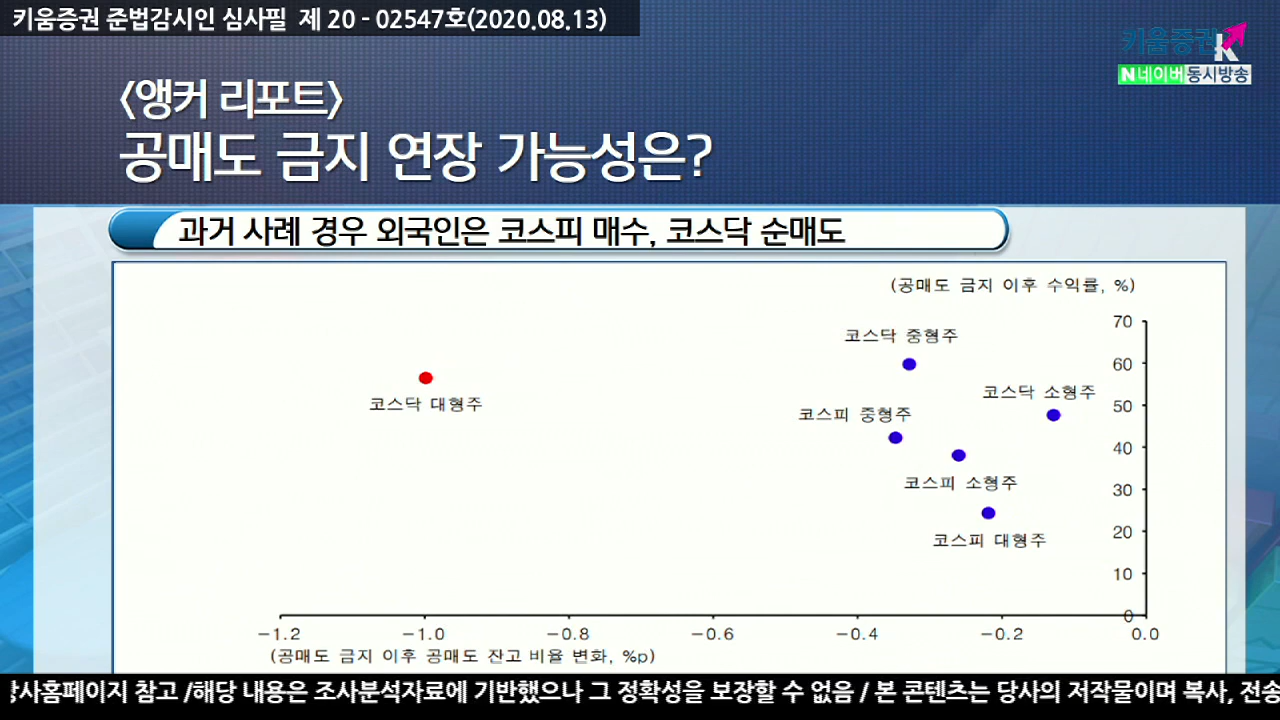 키움증권 준법감시인 심사필 제 20 - 02547호(2020.08.13)
키움증권
N네이버 동시방송
<앵커 리포트>
공매도 금지 연장 가능성은?
과거 사례 경우 외국인은 코스피 매수, 코스닥 순매도
(공매도 금지 이후 수익률, %)
70
코스닥 중형주
60
코스닥 소형주
코스닥 대형주
50
코스피 중형주
40
코스피 소형주
30
20
코스피 대형주
10
0
-1.2 -1.0 -0.8 -0.6 -0.4 -0.2 0.0
(공매도 금지 이후 공매도 잔고 비율 변화, %p)
사홈페이지 참고 /해당 내용은 조사분석자료에 기반했으나 그 정확성을 보장할 수 없음 / 본 콘텐츠는 당사의 저작물이며 복사, 전송